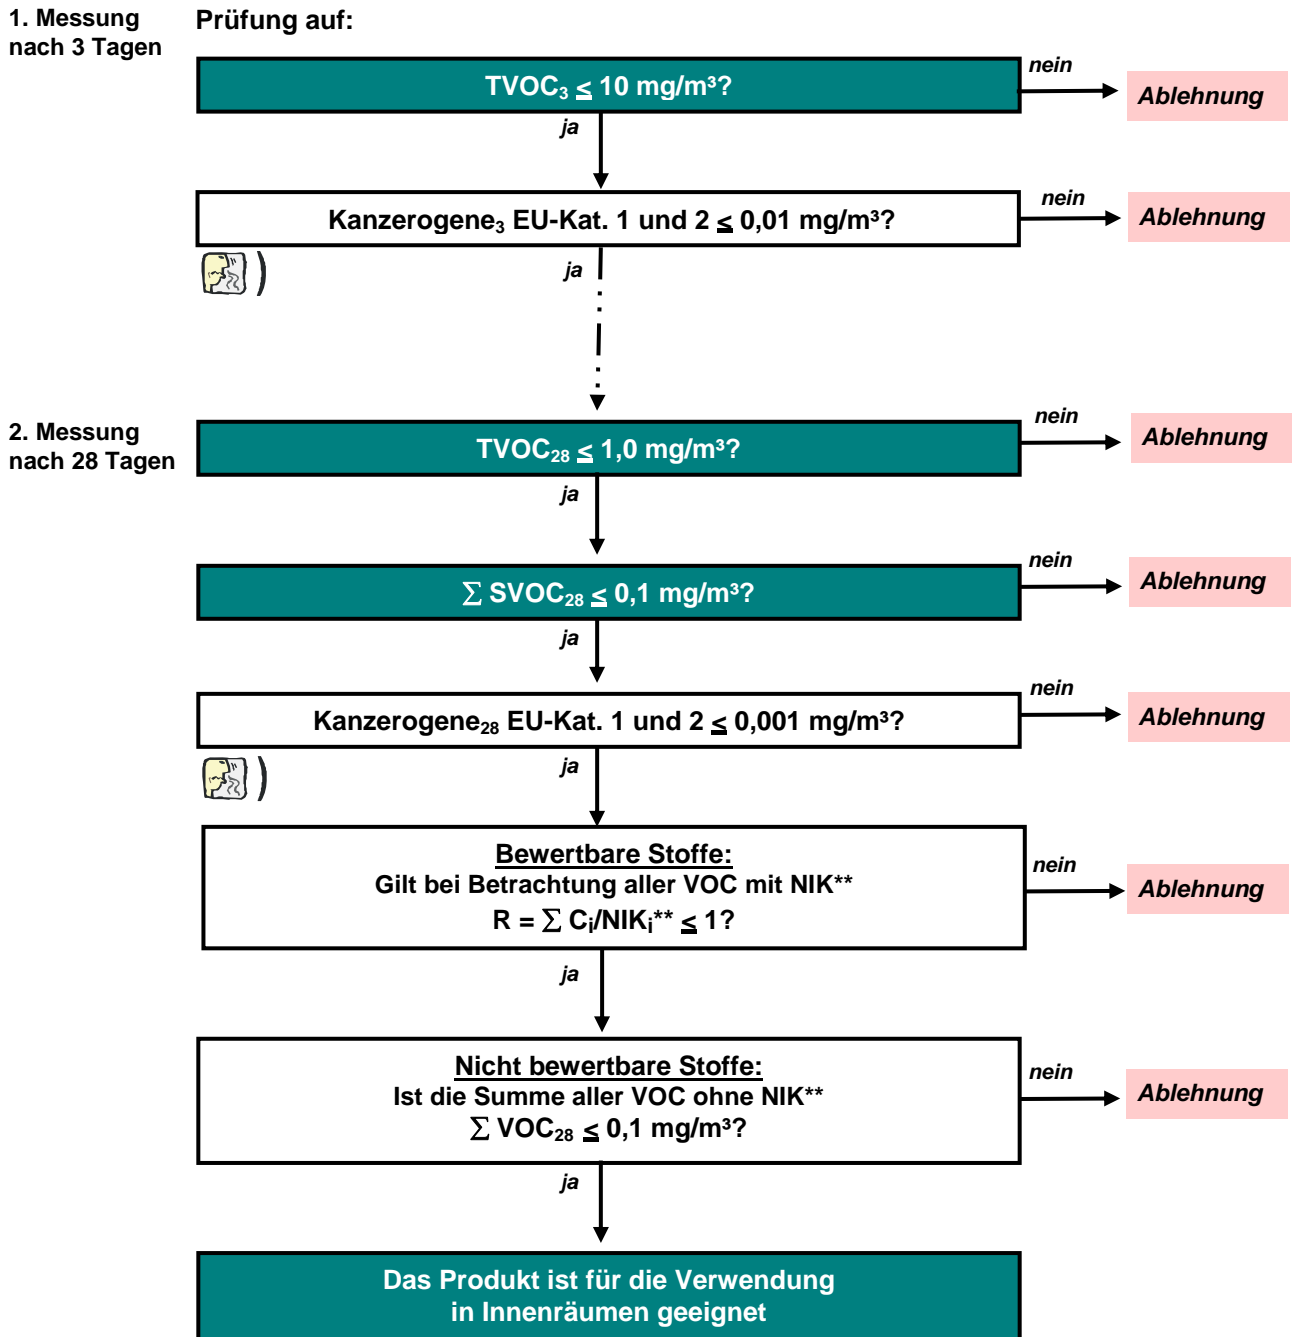 1. Messung
nach 3 Tagen
Prüfung auf:
TVOC₃ ≤ 10 mg/m³?
nein
Ablehnung
ja
Kanzerogene₃ EU-Kat. 1 und 2 ≤ 0,01 mg/m³?
nein
Ablehnung
)
ja
2. Messung
nach 28 Tagen
TVOC₂₈ ≤ 1,0 mg/m³?
nein
Ablehnung
ja
∑ SVOC₂₈ ≤ 0,1 mg/m³?
nein
Ablehnung
ja
Kanzerogene₂₈ EU-Kat. 1 und 2 ≤ 0,001 mg/m³?
nein
Ablehnung
)
ja
Bewertbare Stoffe:
Gilt bei Betrachtung aller VOC mit NIK**
R = ∑ Cᵢ/NIKᵢ** ≤ 1?
nein
Ablehnung
ja
Nicht bewertbare Stoffe:
Ist die Summe aller VOC ohne NIK**
∑ VOC₂₈ ≤ 0,1 mg/m³?
nein
Ablehnung
ja
Das Produkt ist für die Verwendung
in Innenräumen geeignet